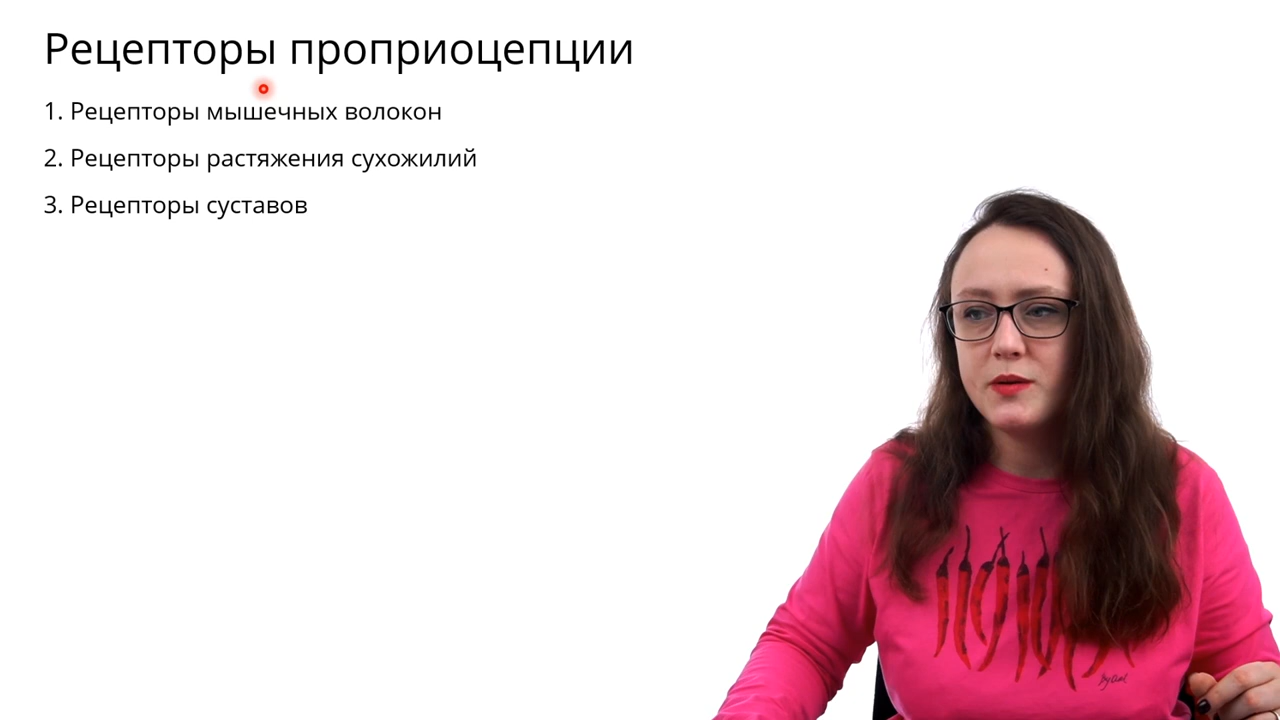 Рецепторы проприоцепции
1. Рецепторы мышечных волокон
2. Рецепторы растяжения сухожилий
3. Рецепторы суставов